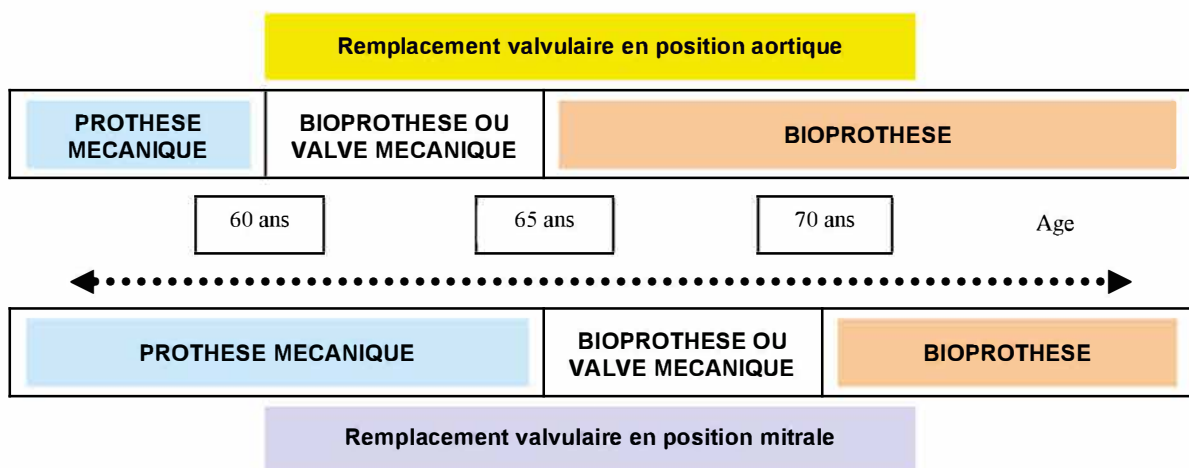 Remplacement valvulaire en position aortique
PROTHESE
MECANIQUE
BIOPROTHESE OU
VALVE MECANIQUE
BIOPROTHESE
60 ans
65 ans
70 ans
Age
PROTHESE MECANIQUE
BIOPROTHESE OU
VALVE MECANIQUE
BIOPROTHESE
Remplacement valvulaire en position mitrale